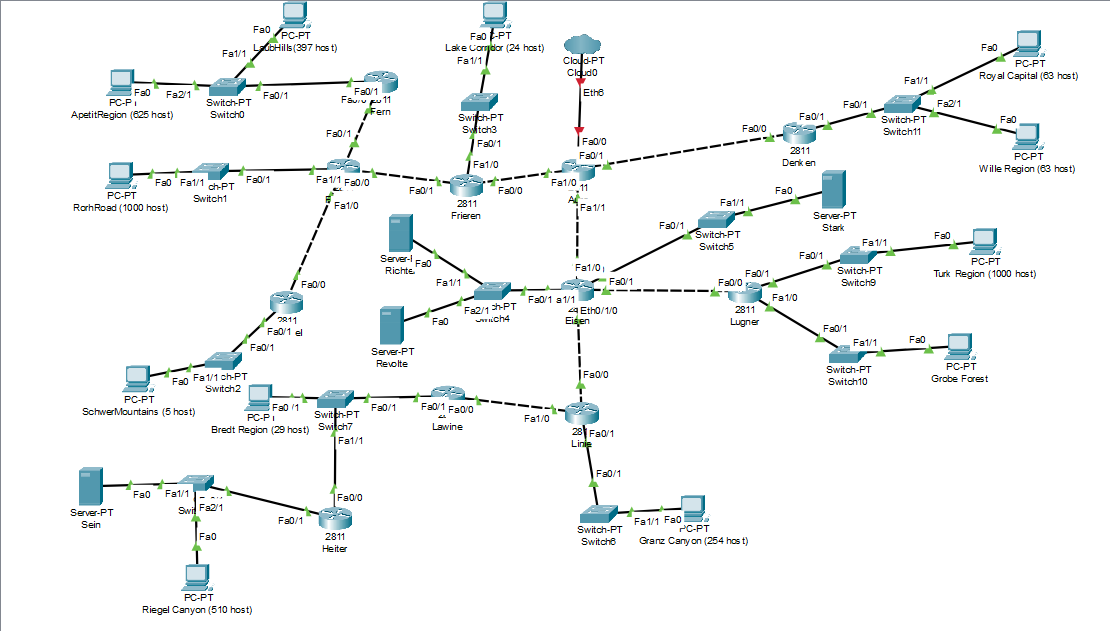 Fa0
PC-PT
LaubHills(397 host)
Fa1/1
PC-PT
Fa0
Fa2/1
ApetitRegion (625 host)
Switch-PT
Switch0
Fa0/1
Fa0/1
Fern
Fa0/1
Fa0
Lake Corridor (24 host)
Fa1/1
Switch-PT
Switch3
Fa0/1
Fa1/0
Cloud-PT
Cloud0
Eth6
Fa0/0
Fa0/1
Fa1/0
Fa1/1
Fa0/0
Fa0/1
2811
Denken
Fa0/1
Switch-PT
Switch11
Fa1/1
Fa0
PC-PT
Royal Capital (63 host)
Fa2/1
Fa0
PC-PT
Wille Region (63 host)
PC-PT
RorhRoad (1000 host)
Fa0
Fa1/1
Switch1
Fa0/1
Fa1/1
Fa0/0
Fa1/0
Fa0/1
2811
Frieren
Fa0/0
Richte
Fa0
Fa1/1
Fa2/1
Switch4
Fa0
Server-PT
Revolte
Fa0/1
Fa1/0
Fa0/1
Eth0/1/0
Eisen
Fa0/1
Switch-PT
Switch5
Fa1/1
Fa0
Server-PT
Stark
Fa0/0
2811
Lugner
Fa0/1
Fa1/0
Fa0/1
Switch-PT
Switch9
Fa1/1
Fa0
PC-PT
Turk Region (1000 host)
Fa0/1
Switch-PT
Switch10
Fa1/1
Fa0
PC-PT
Grobe Forest
Fa0/0
Fa0/1
Fa0/1
Switch2
Fa1/1
Fa0
PC-PT
SchwerMountains (5 host)
Bredt Region (29 host)
Fa0
Switch-PT
Switch7
Fa0/1
Fa1/1
Fa0/1
Fa0/0
Lawine
Fa1/0
Fa0/0
Linie
Fa0/1
Fa0/1
Switch-PT
Switch6
Fa1/1
Fa0
PC-PT
Granz Canyon (254 host)
Server-PT
Sein
Fa0
Fa1/1
Fa2/1
Fa0
PC-PT
Riegel Canyon (510 host)
Fa0/1
Fa0/0
2811
Heiter